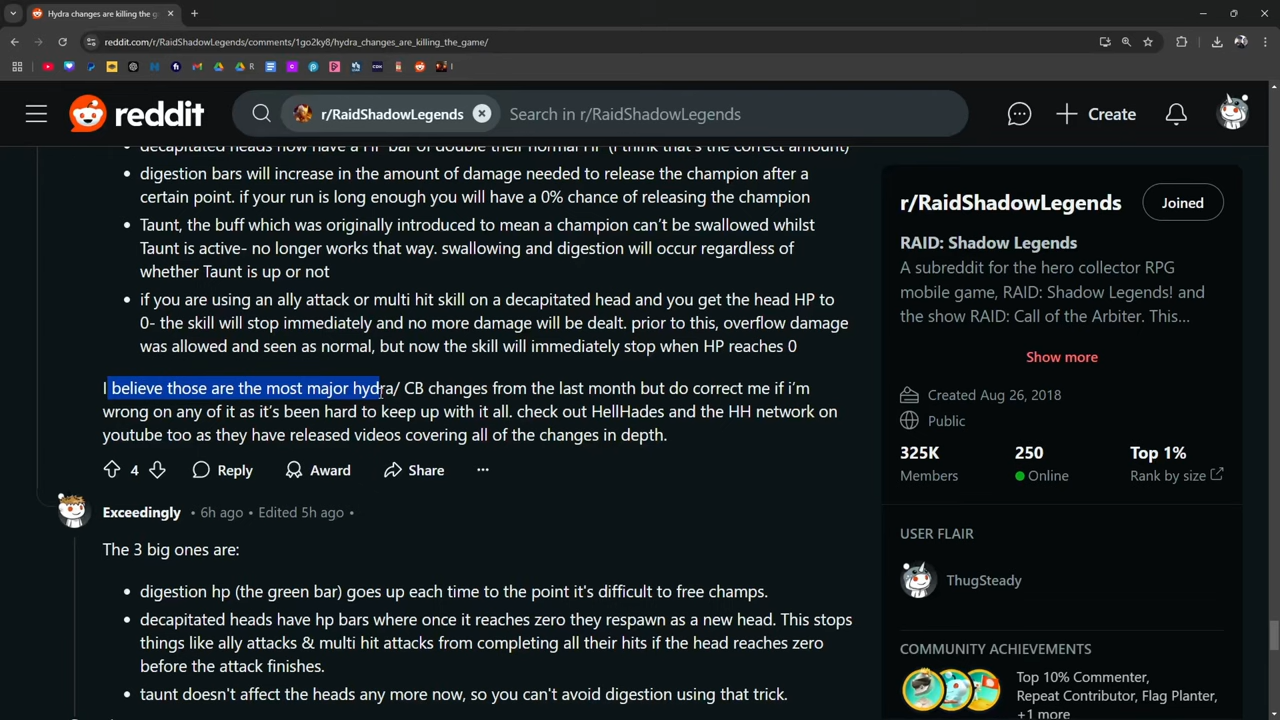 Hydra changes are killing the g
reddit.com/r/RaidShadowLegends/comments/1go2ky8/hydra_changes_are_killing_the_game/
reddit
r/RaidShadowLegends
Search in r/RaidShadowLegends
Create
decapitated heads now have a HP bar of double their normal HP (I think that's the correct amount)
digestion bars will increase in the amount of damage needed to release the champion after a
certain point. if your run is long enough you will have a 0% chance of releasing the champion
Taunt, the buff which was originally introduced to mean a champion can't be swallowed whilst
Taunt is active- no longer works that way. swallowing and digestion will occur regardless of
whether Taunt is up or not
if you are using an ally attack or multi hit skill on a decapitated head and you get the head HP to
0- the skill will stop immediately and no more damage will be dealt. prior to this, overflow damage
was allowed and seen as normal, but now the skill will immediately stop when HP reaches 0
I believe those are the most major hydra/ CB changes from the last month but do correct me if i'm
wrong on any of it as it's been hard to keep up with it all. check out HellHades and the HH network on
youtube too as they have released videos covering all of the changes in depth.
4
Reply
Award
Share
Exceedingly • 6h ago • Edited 5h ago •
The 3 big ones are:
digestion hp (the green bar) goes up each time to the point it's difficult to free champs.
decapitated heads have hp bars where once it reaches zero they respawn as a new head. This stops
things like ally attacks & multi hit attacks from completing all their hits if the head reaches zero
before the attack finishes.
taunt doesn't affect the heads any more now, so you can't avoid digestion using that trick.
r/RaidShadowLegends
Joined
RAID: Shadow Legends
A subreddit for the hero collector RPG
mobile game, RAID: Shadow Legends! and
the show RAID: Call of the Arbiter. This...
Show more
Created Aug 26, 2018
Public
325K
250
Top 1%
Members
Online
Rank by size
USER FLAIR
ThugSteady
COMMUNITY ACHIEVEMENTS
Top 10% Commenter,
Repeat Contributor, Flag Planter,
+1 more